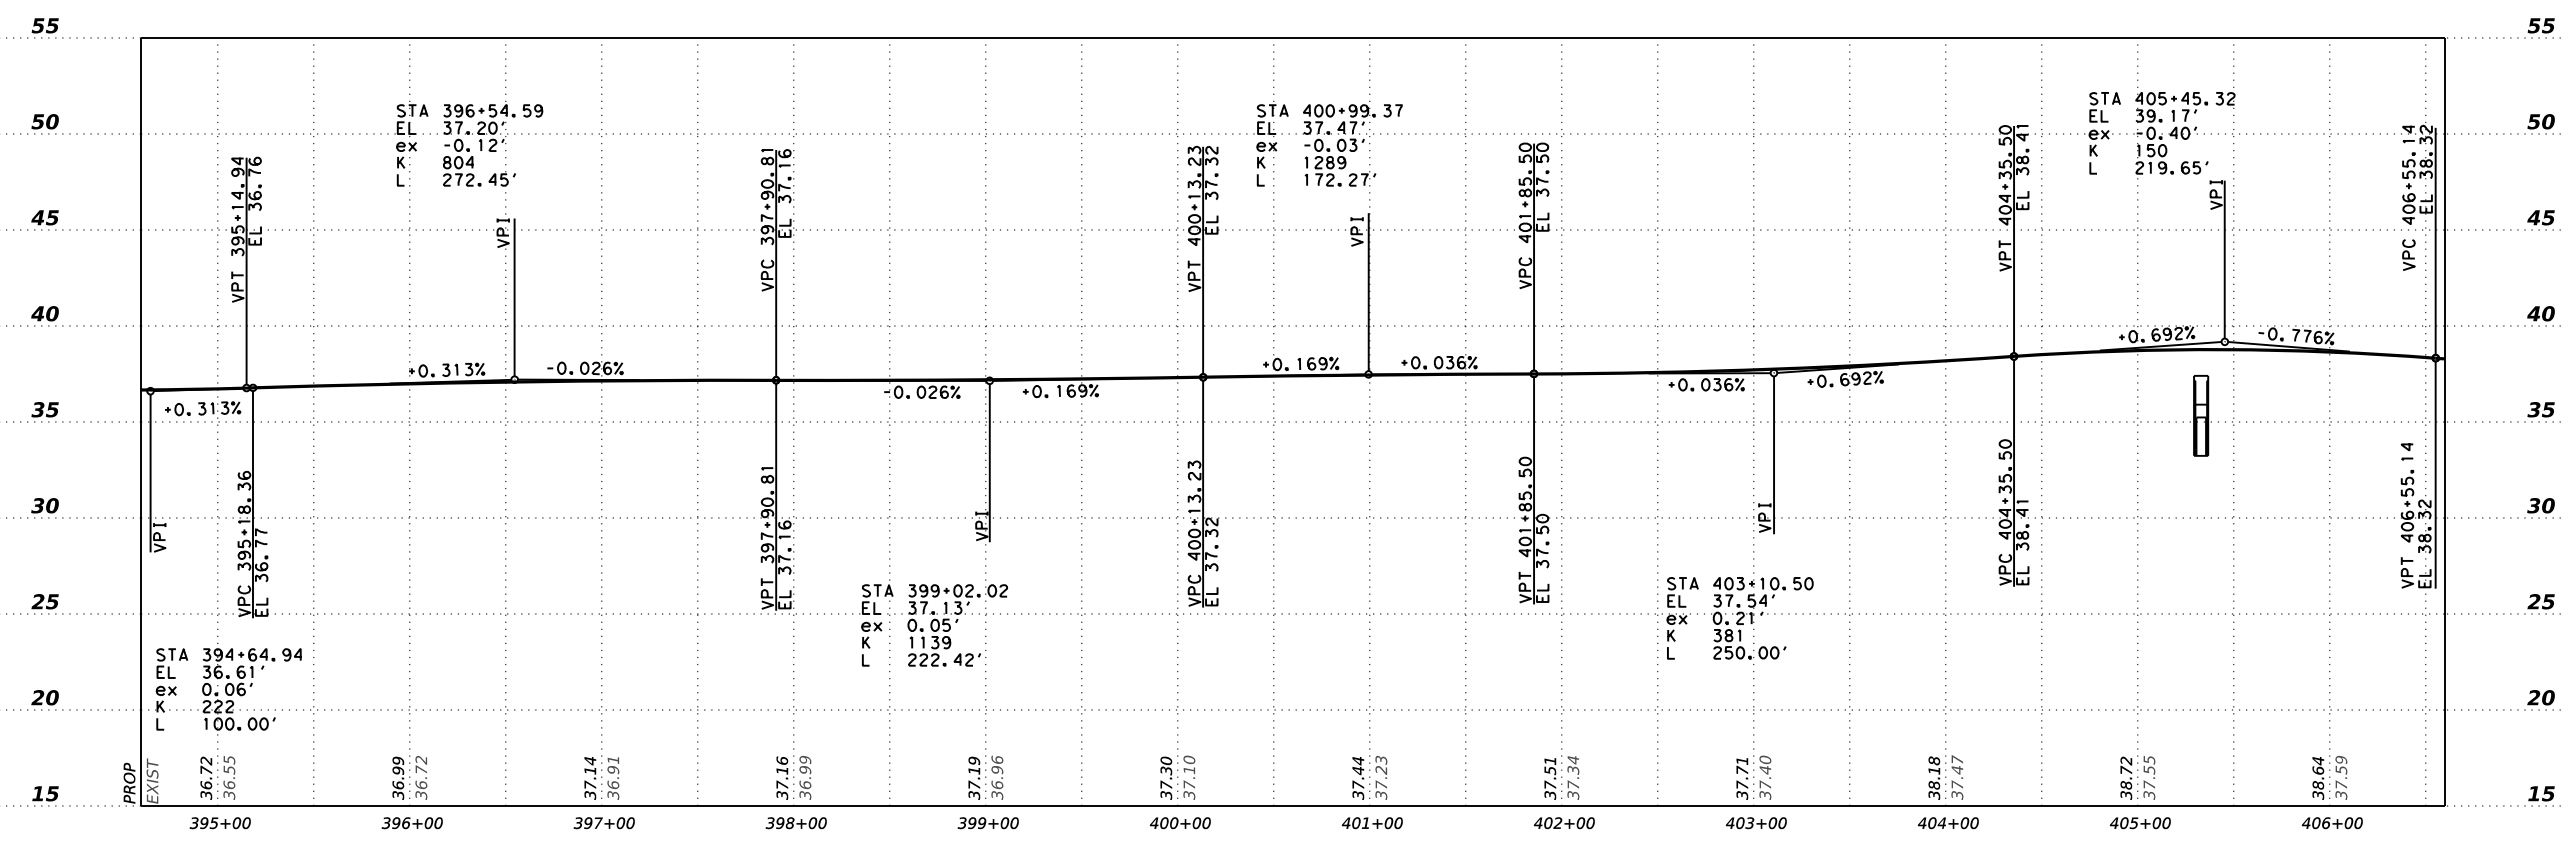 55
55
50
50
45
45
40
40
35
35
30
30
25
25
20
20
15
15
VPT 395+14.94
EL 36.76
STA 396+54.59
EL 37.20'
ex -0.12'
K 804
L 272.45'
VPI
VPC 397+90.81
EL 37.16
VPT 400+13.23
EL 37.32
STA 400+99.37
EL 37.47'
ex -0.03'
K 1289
L 172.27'
VPI
VPC 401+85.50
EL 37.50
VPT 404+35.50
EL 38.41
STA 405+45.32
EL 39.17'
ex -0.40'
K 150
L 219.65'
VPI
VPC 406+55.14
EL 38.32
+0.313%
+0.313%
-0.026%
-0.026%
+0.169%
+0.169%
+0.036%
+0.036%
+0.692%
+0.692%
-0.776%
VPI
VPC 395+18.36
EL 36.77
STA 394+64.94
EL 36.61'
ex 0.06'
K 222
L 100.00'
VPT 397+90.81
EL 37.16
VPI
STA 399+02.02
EL 37.13'
ex 0.05'
K 1139
L 222.42'
VPC 400+13.23
EL 37.32
VPT 401+85.50
EL 37.50
VPI
STA 403+10.50
EL 37.54'
ex 0.21'
K 381
L 250.00'
VPC 404+35.50
EL 38.41
VPT 406+55.14
EL 38.32
PROP
EXIST
36.72
36.55
36.99
36.72
37.14
36.91
37.16
36.99
37.19
36.96
37.30
37.10
37.44
37.23
37.51
37.34
37.71
37.40
38.18
37.47
38.72
37.55
38.64
37.59
395+00
396+00
397+00
398+00
399+00
400+00
401+00
402+00
403+00
404+00
405+00
406+00